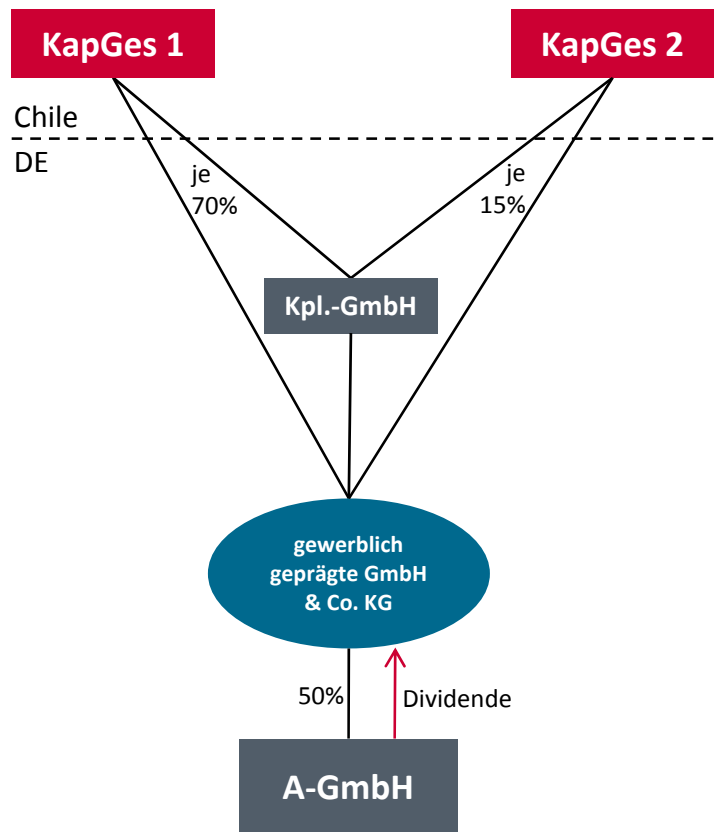 KapGes 1
KapGes 2
Chile
DE
je
70%
je
15%
Kpl.-GmbH
gewerblich
geprägte GmbH
& Co. KG
50%
Dividende
A-GmbH